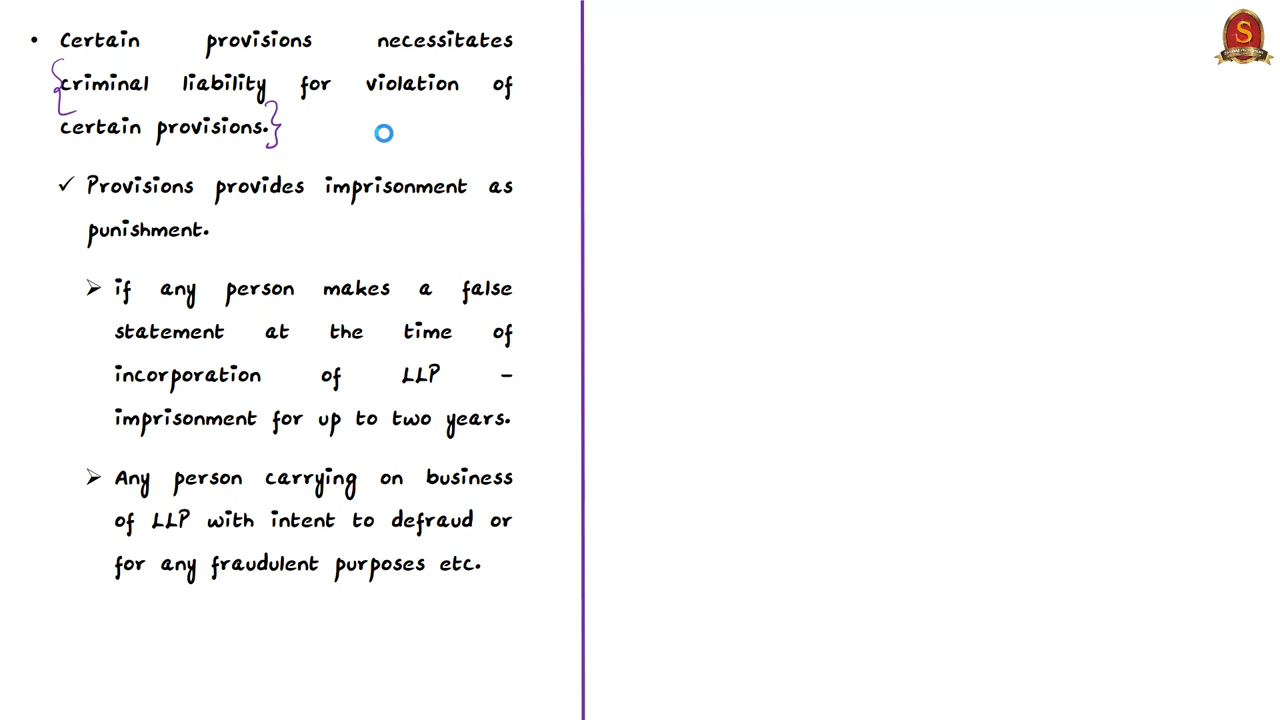 • Certain provisions necessitates
criminal liability for violation of
certain provisions.
✓ Provisions provides imprisonment as
punishment.
➢ if any person makes a false
statement at the time of
incorporation of LLP –
imprisonment for up to two years.
➢ Any person carrying on business
of LLP with intent to defraud or
for any fraudulent purposes etc.
S